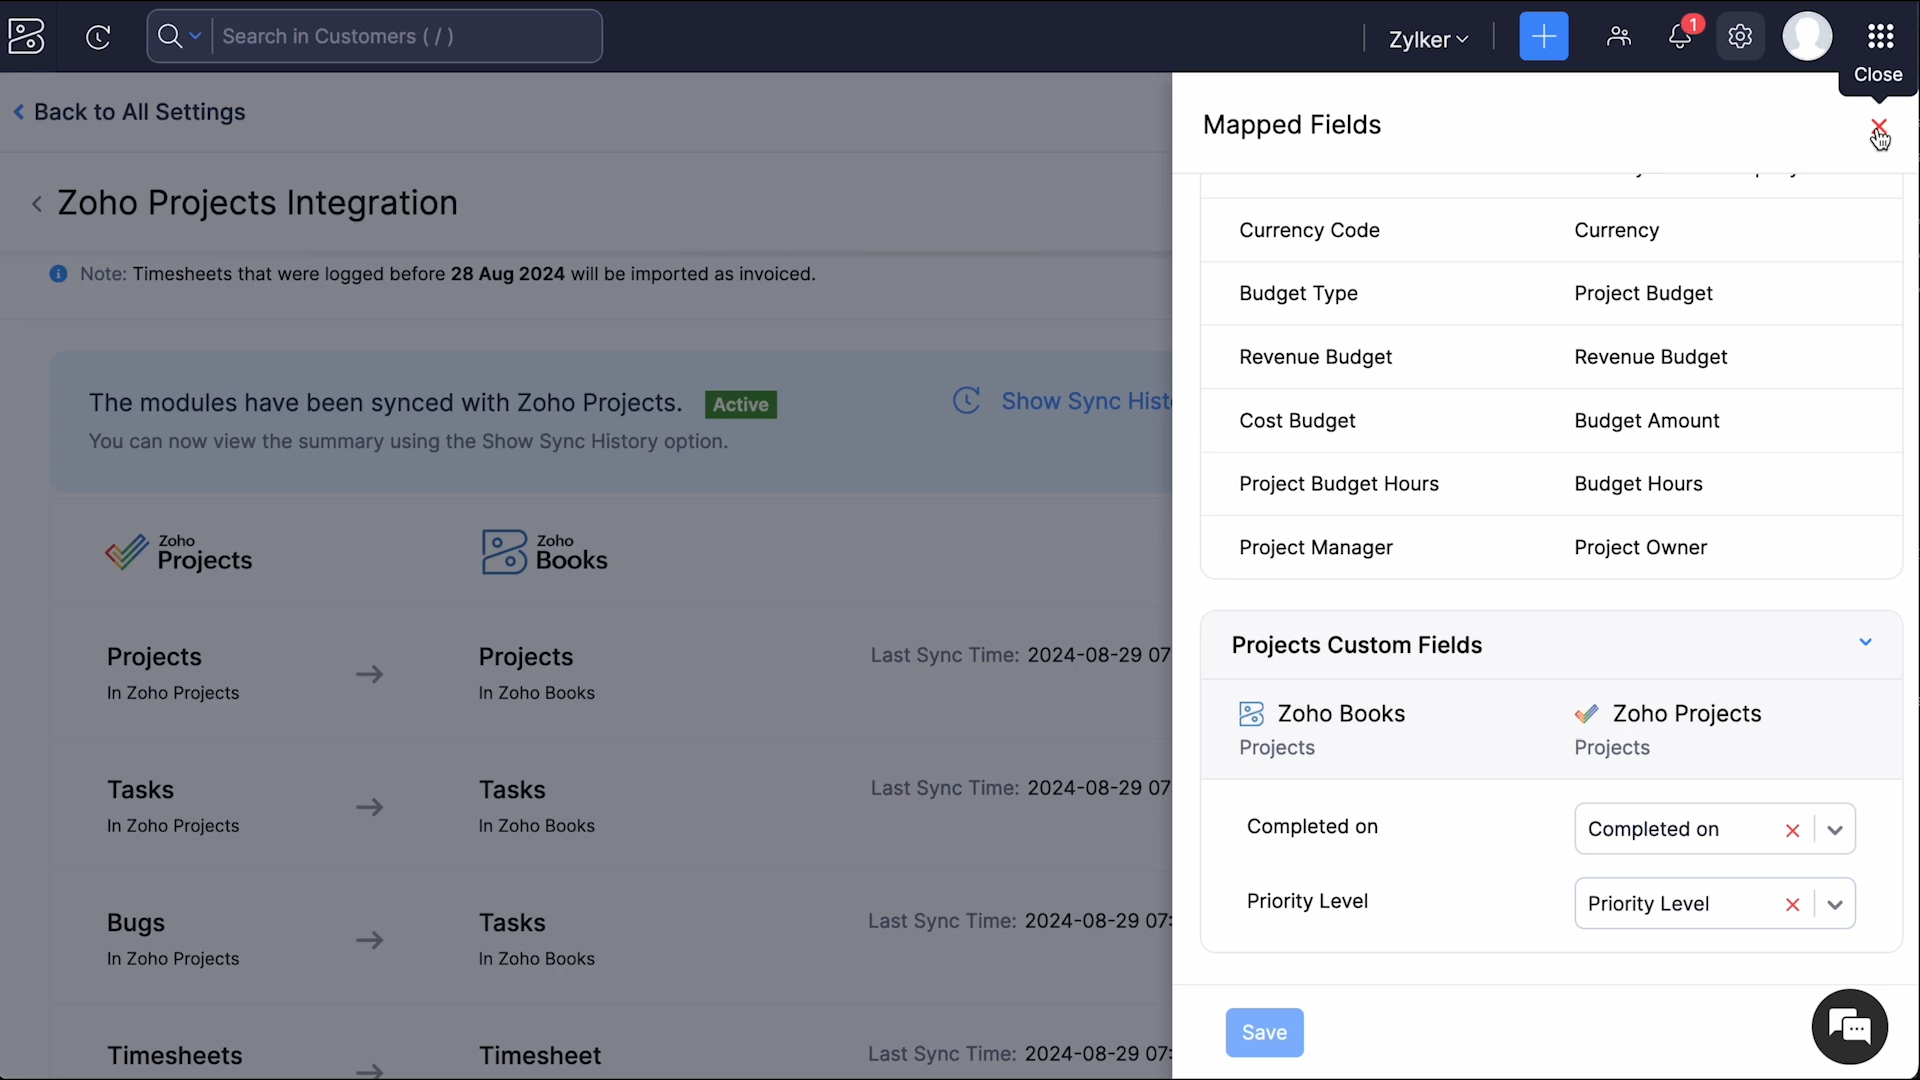 Search in Customers ( / )
Zylker
1
Close
Back to All Settings
Zoho Projects Integration
Note: Timesheets that were logged before 28 Aug 2024 will be imported as invoiced.
The modules have been synced with Zoho Projects. Active
Show Sync Hist
You can now view the summary using the Show Sync History option.
Zoho
Projects
Zoho
Books
Projects
In Zoho Projects
Projects
In Zoho Books
Last Sync Time: 2024-08-29 07
Tasks
In Zoho Projects
Tasks
In Zoho Books
Last Sync Time: 2024-08-29 07
Bugs
In Zoho Projects
Tasks
In Zoho Books
Last Sync Time: 2024-08-29 07:
Timesheets
Timesheet
Last Sync Time: 2024-08-29 07:
Mapped Fields
Currency Code Currency
Budget Type Project Budget
Revenue Budget Revenue Budget
Cost Budget Budget Amount
Project Budget Hours Budget Hours
Project Manager Project Owner
Projects Custom Fields
Zoho Books Zoho Projects
Projects Projects
Completed on Completed on
Priority Level Priority Level
Save